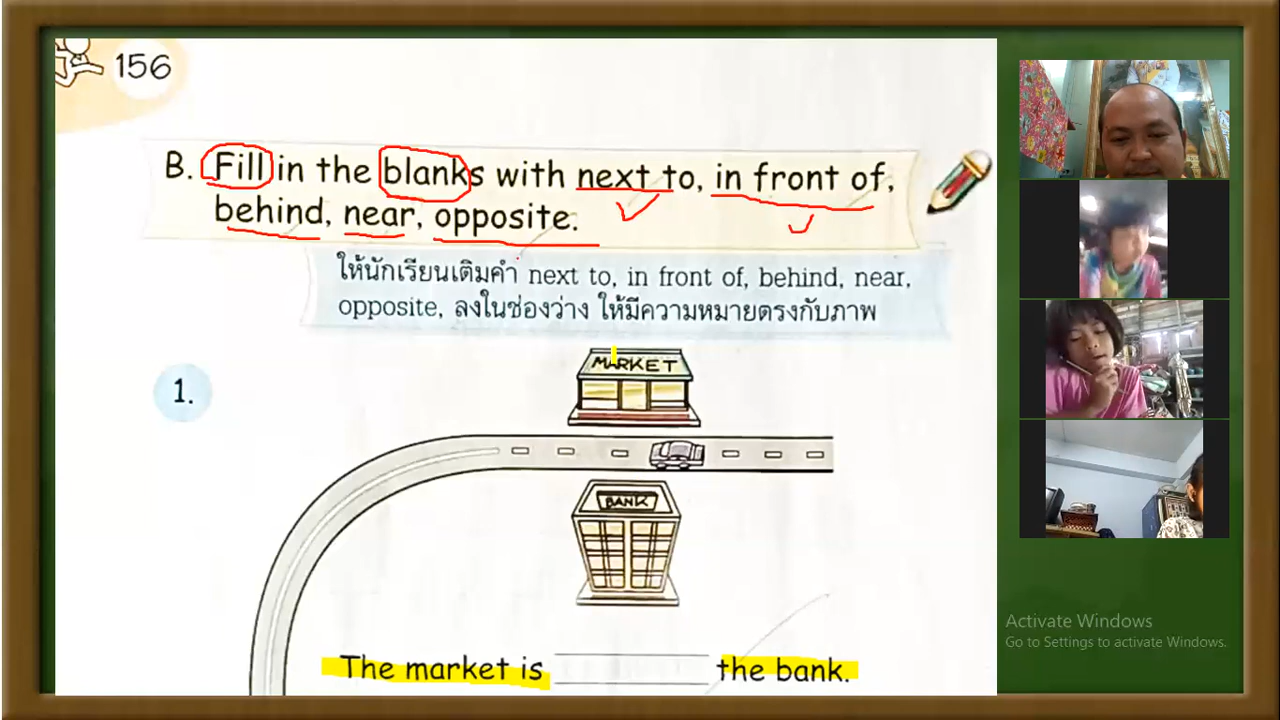 156
B. Fill in the blanks with next to, in front of,
behind, near, opposite.
ให้นักเรียนเติมคำ next to, in front of, behind, near,
opposite, ลงในช่องว่าง ให้มีความหมายตรงกับภาพ
1.
MARKET
BANK
The market is ________ the bank.
Activate Windows
Go to Settings to activate Windows.